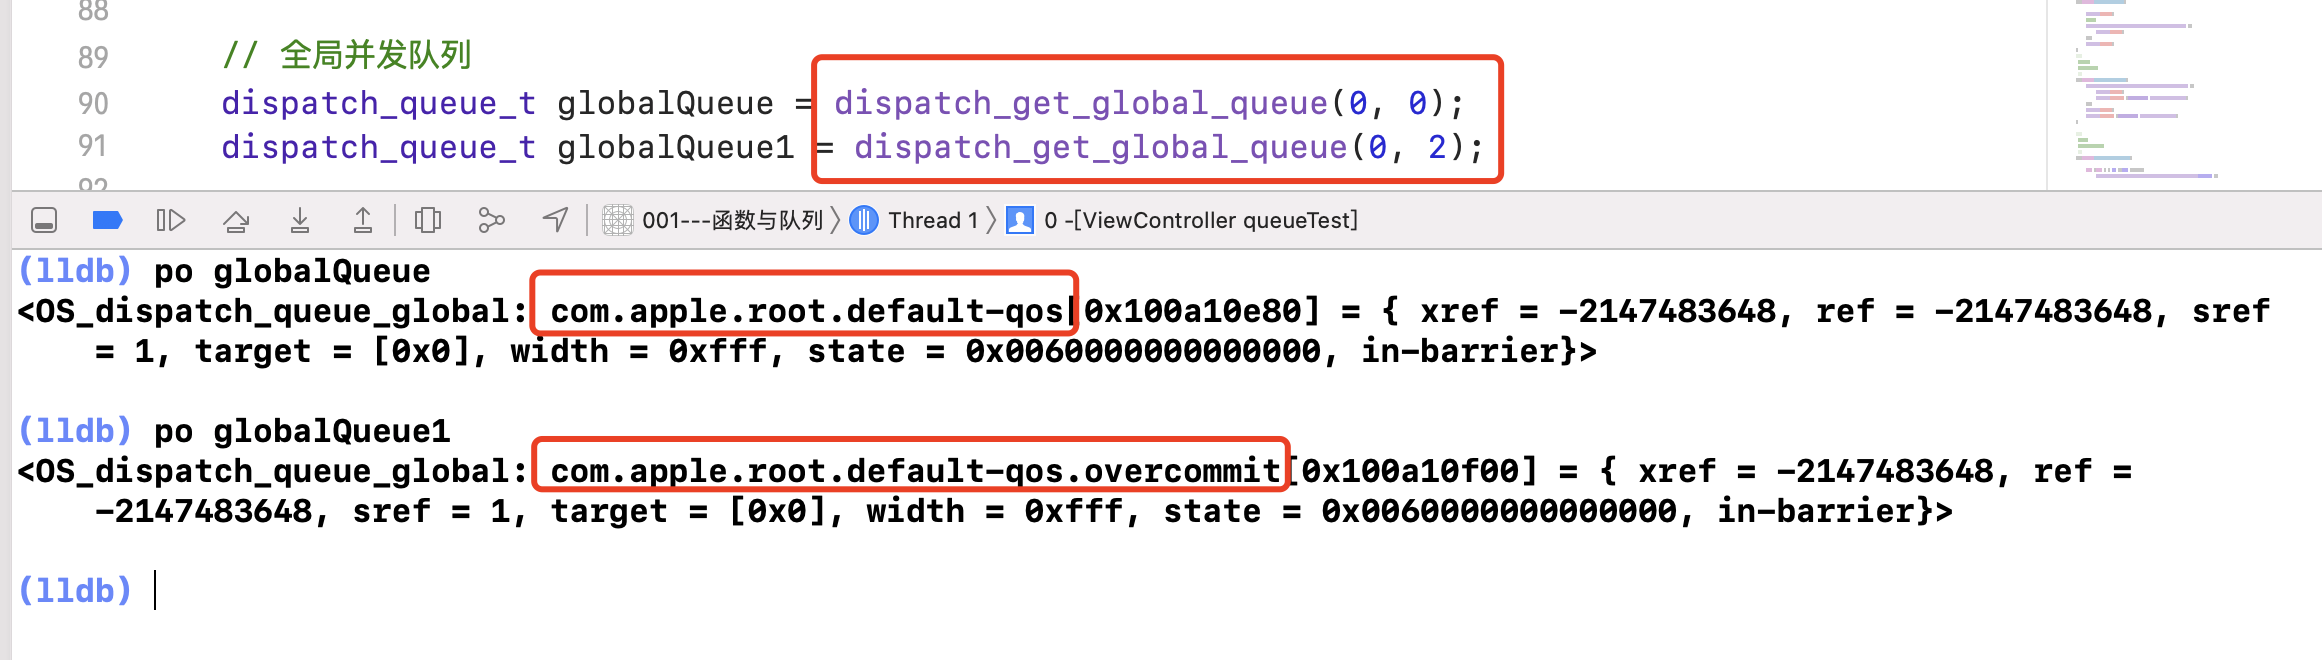 88
89 // 全局并发队列
90 dispatch_queue_t globalQueue = dispatch_get_global_queue(0, 0);
91 dispatch_queue_t globalQueue1 = dispatch_get_global_queue(0, 2);
92
001---函数与队列 Thread 1 0 -[ViewController queueTest]
(lldb) po globalQueue
<OS_dispatch_queue_global: com.apple.root.default-qos[0x100a10e80] = { xref = -2147483648, ref = -2147483648, sref
= 1, target = [0x0], width = 0xfff, state = 0x0060000000000000, in-barrier}>
(lldb) po globalQueue1
<OS_dispatch_queue_global: com.apple.root.default-qos.overcommit[0x100a10f00] = { xref = -2147483648, ref =
-2147483648, sref = 1, target = [0x0], width = 0xfff, state = 0x0060000000000000, in-barrier}>
(lldb)